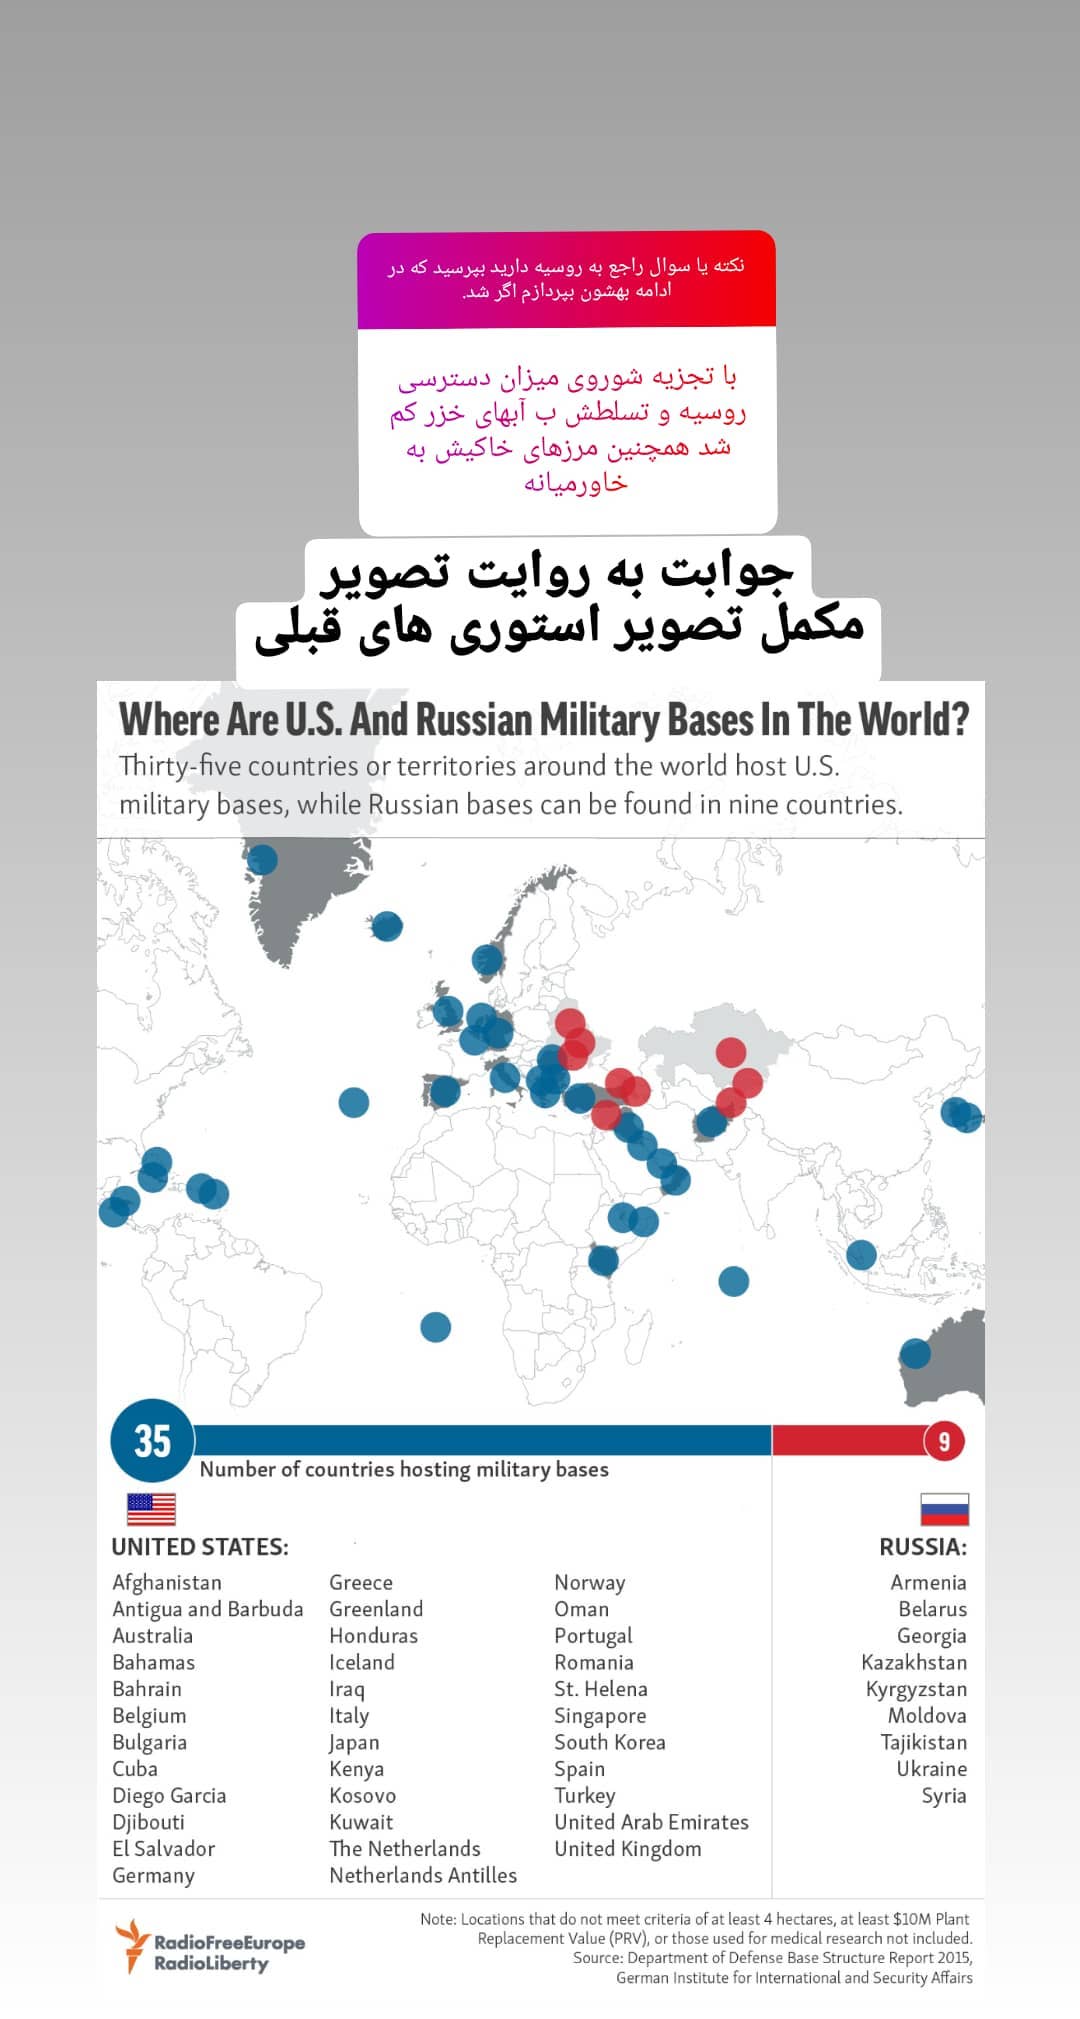 نکته یا سوال راجع به روسیه دارید بپرسید که در
ادامه بهشون بپردازم اگر شد.
با تجزیه شوروی میزان دسترسی
روسیه و تسلطش ب آبهای خزر کم
شد همچنین مرزهای خاکیش به
خاورمیانه
جوابت به روایت تصویر
مکمل تصویر استوری های قبلی
Where Are U.S. And Russian Military Bases In The World?
Thirty-five countries or territories around the world host U.S.
military bases, while Russian bases can be found in nine countries.
35
9
Number of countries hosting military bases
UNITED STATES:
Afghanistan
Antigua and Barbuda
Australia
Bahamas
Bahrain
Belgium
Bulgaria
Cuba
Diego Garcia
Djibouti
El Salvador
Germany
Greece
Greenland
Honduras
Iceland
Iraq
Italy
Japan
Kenya
Kosovo
Kuwait
The Netherlands
Netherlands Antilles
Norway
Oman
Portugal
Romania
St. Helena
Singapore
South Korea
Spain
Turkey
United Arab Emirates
United Kingdom
RUSSIA:
Armenia
Belarus
Georgia
Kazakhstan
Kyrgyzstan
Moldova
Tajikistan
Ukraine
Syria
RadioFreeEurope
RadioLiberty
Note: Locations that do not meet criteria of at least 4 hectares, at least $10M Plant
Replacement Value (PRV), or those used for medical research not included.
Source: Department of Defense Base Structure Report 2015,
German Institute for International and Security Affairs